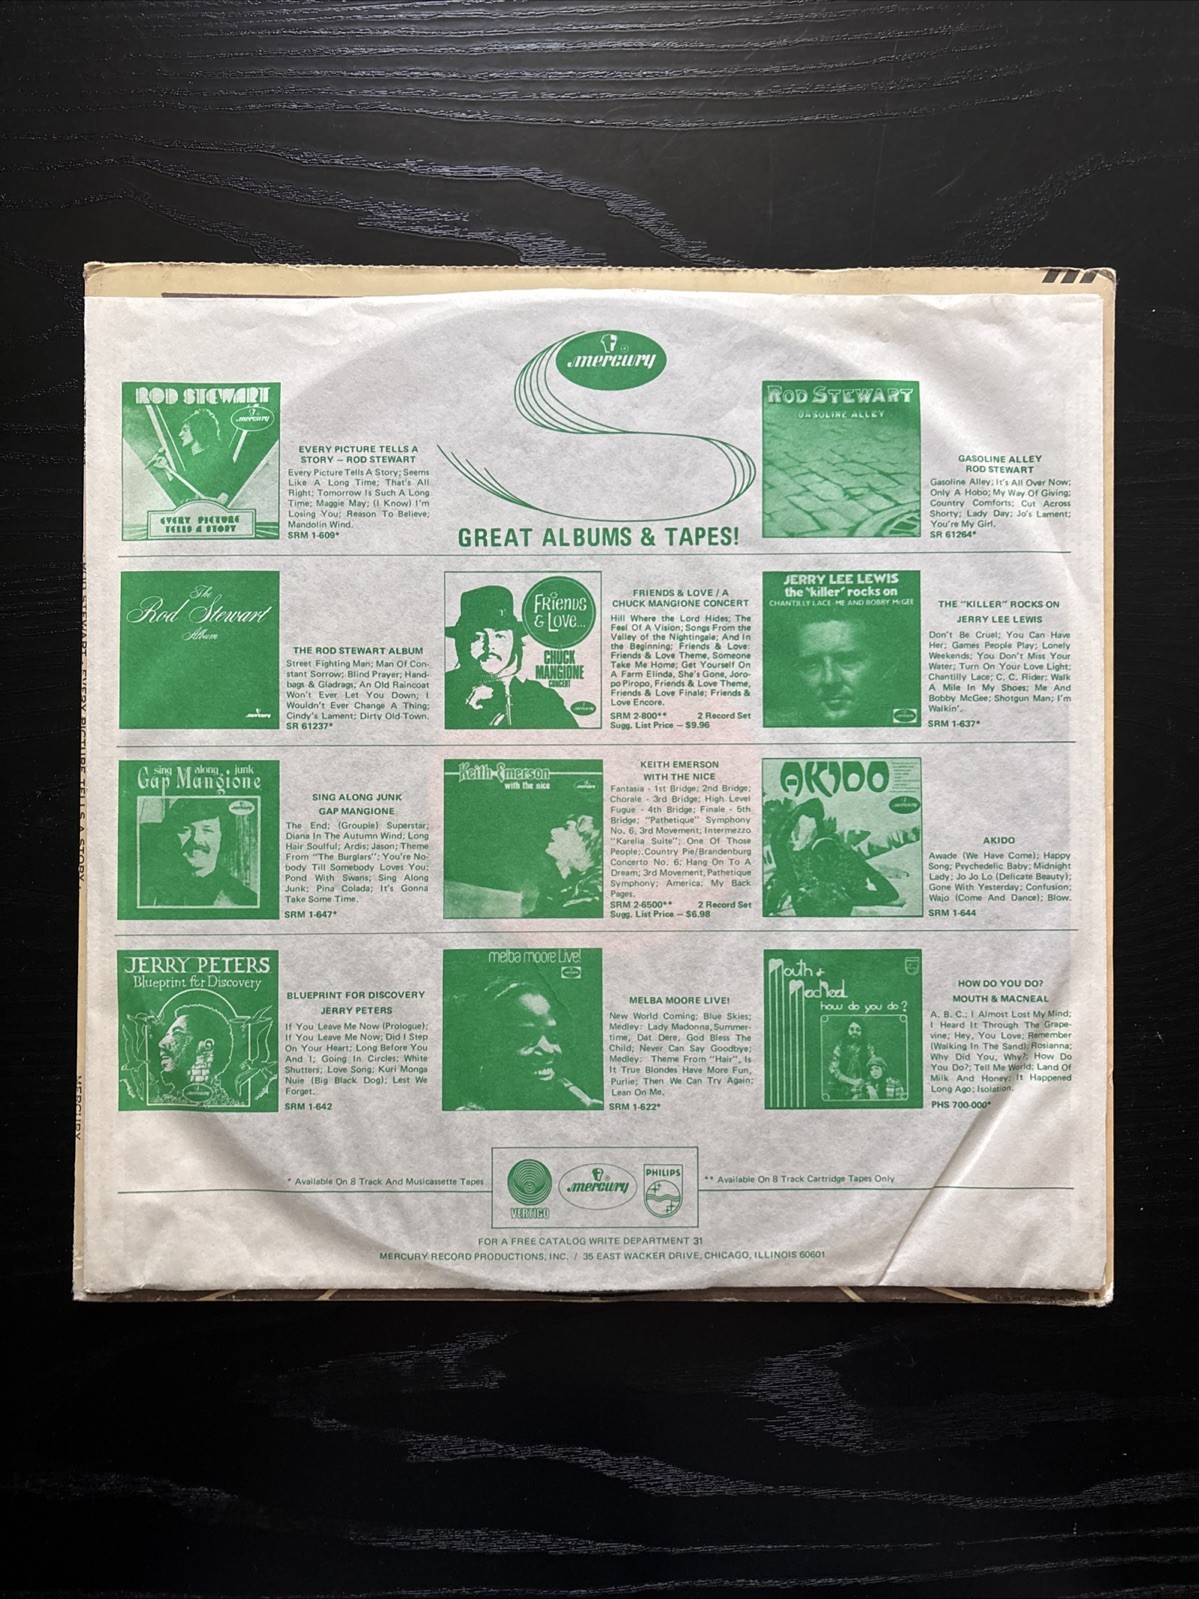 mercury
ROD STEWART
mercury
EVERY PICTURE
TELLS A STORY
EVERY PICTURE TELLS A
STORY – ROD STEWART
Every Picture Tells A Story; Seems
Like A Long Time; That's All
Right; Tomorrow Is Such A Long
Time; Maggie May; (I Know) I'm
Losing You; Reason To Believe;
Mandolin Wind.
SRM 1-609*
GREAT ALBUMS & TAPES!
ROD STEWART
GASOLINE ALLEY
GASOLINE ALLEY
ROD STEWART
Gasoline Alley; It's All Over Now;
Only A Hobo; My Way Of Giving;
Country Comforts; Cut Across
Shorty; Lady Day; Jo's Lament;
You're My Girl.
SR 61264*
The
Rod Stewart
Album
mercury
THE ROD STEWART ALBUM
Street Fighting Man; Man Of Con-
stant Sorrow; Blind Prayer; Hand-
bags & Gladrags; An Old Raincoat
Won't Ever Let You Down; I
Wouldn't Ever Change A Thing;
Cindy's Lament; Dirty Old Town.
SR 61237*
Friends
& Love...
CHUCK
MANGIONE
CONCERT
FRIENDS & LOVE / A
CHUCK MANGIONE CONCERT
Hill Where the Lord Hides; The
Feel Of A Vision; Songs From the
Valley of the Nightingale; And In
the Beginning; Friends & Love:
Friends & Love Theme, Someone
Take Me Home; Get Yourself On
A Farm Elinda, She's Gone, Joro-
po Piropo, Friends & Love Theme,
Friends & Love Finale; Friends &
Love Encore.
SRM 2-800** 2 Record Set
Sugg. List Price – $9.96
JERRY LEE LEWIS
the "killer" rocks on
CHANTILLY LACE · ME AND BOBBY McGEE
THE "KILLER" ROCKS ON
JERRY LEE LEWIS
Don't Be Cruel; You Can Have
Her; Games People Play; Lonely
Weekends; You Don't Miss Your
Water; Turn On Your Love Light;
Chantilly Lace; C. C. Rider; Walk
A Mile In My Shoes; Me And
Bobby McGee; Shotgun Man; I'm
Walkin'.
SRM 1-637*
sing along junk
Gap Mangione
SING ALONG JUNK
GAP MANGIONE
The End; (Groupie) Superstar;
Diana In The Autumn Wind; Long
Hair Soulful; Ardis; Jason; Theme
From "The Burglars"; You're No-
body Till Somebody Loves You;
Pond With Swans; Sing Along
Junk; Pina Colada; It's Gonna
Take Some Time.
SRM 1-647*
Keith Emerson
with the nice
KEITH EMERSON
WITH THE NICE
Fantasia - 1st Bridge; 2nd Bridge;
Chorale - 3rd Bridge; High Level
Fugue - 4th Bridge; Finale - 5th
Bridge; "Pathetique" Symphony
No. 6, 3rd Movement; Intermezzo
"Karelia Suite"; One Of Those
People; Country Pie/Brandenburg
Concerto No. 6; Hang On To A
Dream; 3rd Movement, Pathetique
Symphony; America; My Back
Pages.
SRM 2-6500** 2 Record Set
Sugg. List Price – $6.98
AKIDO
AKIDO
Awade (We Have Come); Happy
Song; Psychedelic Baby; Midnight
Lady; Jo Jo Lo (Delicate Beauty);
Gone With Yesterday; Confusion;
Wajo (Come And Dance); Blow.
SRM 1-644
JERRY PETERS
Blueprint for Discovery
BLUEPRINT FOR DISCOVERY
JERRY PETERS
If You Leave Me Now (Prologue);
If You Leave Me Now; Did I Step
On Your Heart; Long Before You
And I; Going In Circles; White
Shutters; Love Song; Kuri Monga
Nuie (Big Black Dog); Lest We
Forget.
SRM 1-642
melba moore Live!
MELBA MOORE LIVE!
New World Coming; Blue Skies;
Medley: Lady Madonna, Summer-
time, Dat Dere, God Bless The
Child; Never Can Say Goodbye;
Medley: Theme From "Hair", Is
It True Blondes Have More Fun,
Purlie; Then We Can Try Again;
Lean On Me.
SRM 1-622*
Mouth &
MacNeal
how do you do?
HOW DO YOU DO?
MOUTH & MACNEAL
A. B. C.; I Almost Lost My Mind;
I Heard It Through The Grape-
vine; Hey, You Love; Remember
(Walking In The Sand); Rosianna;
Why Did You, Why?; How Do
You Do?; Tell Me World; Land Of
Milk And Honey; It Happened
Long Ago; Isolation.
PHS 700-000*
* Available On 8 Track And Musicassette Tapes
VERTIGO
mercury
PHILIPS
** Available On 8 Track Cartridge Tapes Only
FOR A FREE CATALOG WRITE DEPARTMENT 31
MERCURY RECORD PRODUCTIONS, INC. / 35 EAST WACKER DRIVE, CHICAGO, ILLINOIS 60601
ROD STEWART EVERY PICTURE TELLS A STORY
MERCURY